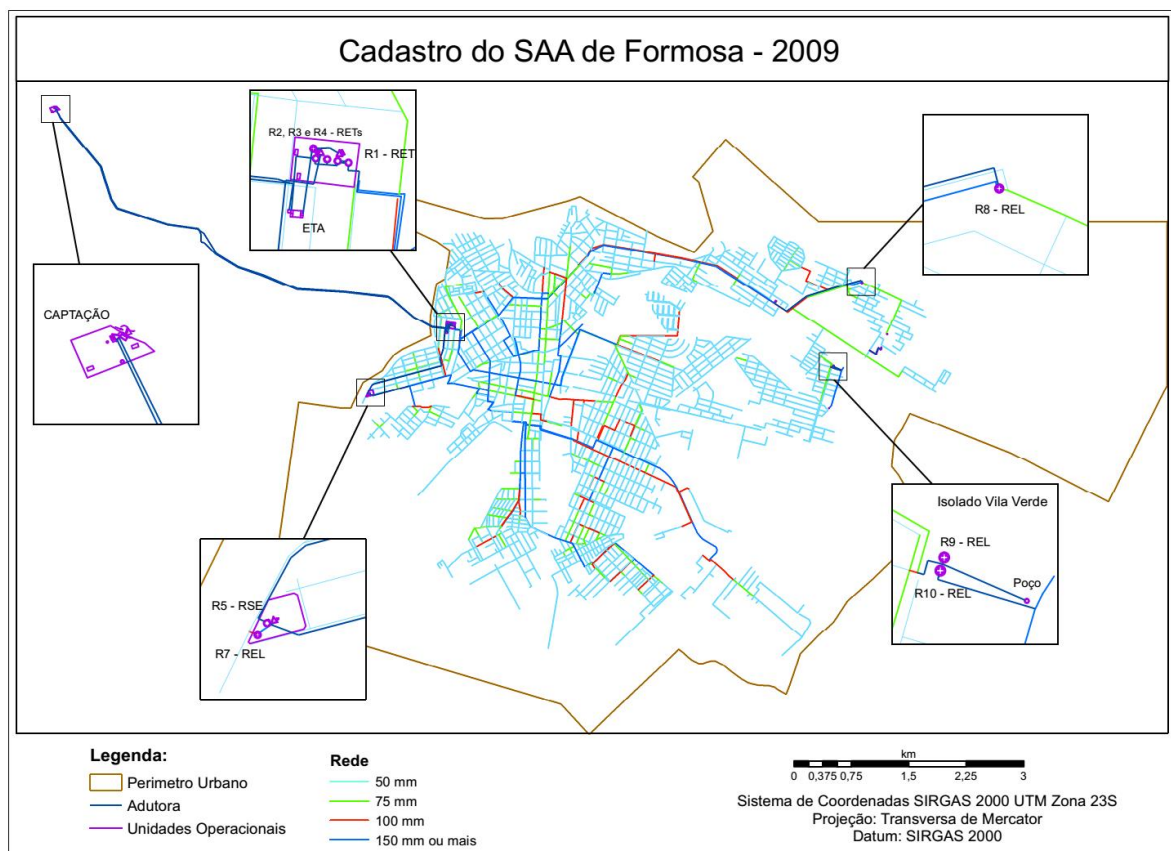 Cadastro do SAA de Formosa - 2009
R2, R3 e R4 - RETs
R1 - RET
ETA
R8 - REL
CAPTAÇÃO
Isolado Vila Verde
R9 - REL
Poço
R10 - REL
R5 - RSE
R7 - REL
Legenda:
Perimetro Urbano
Adutora
Unidades Operacionais
Rede
50 mm
75 mm
100 mm
150 mm ou mais
km
0 0,375 0,75 1,5 2,25 3
Sistema de Coordenadas SIRGAS 2000 UTM Zona 23S
Projeção: Transversa de Mercator
Datum: SIRGAS 2000